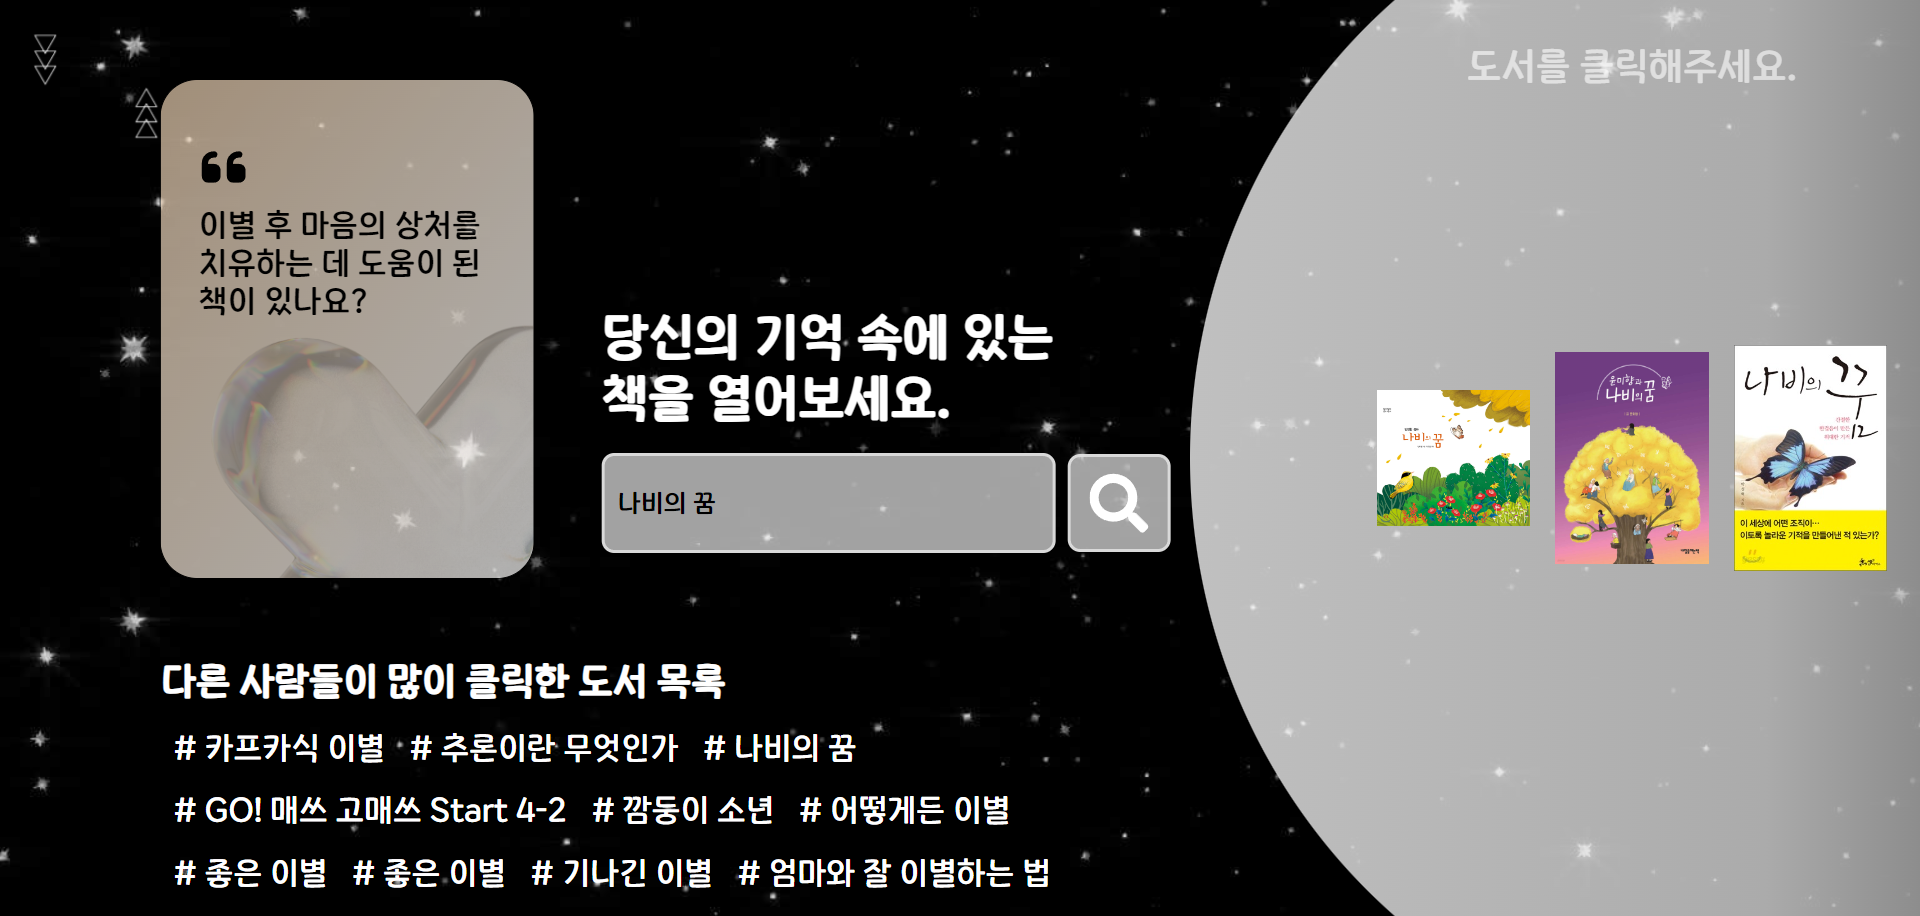 도서를 클릭해주세요.
이별 후 마음의 상처를
치유하는 데 도움이 된
책이 있나요?
당신의 기억 속에 있는
책을 열어보세요.
나비의 꿈
나비의 꿈
윤미향과
나비의 꿈
나비의 꿈
간절한
이 세상에 어떤 조직이…
이토록 놀라운 기적을 만들어낸 적 있는가?
다른 사람들이 많이 클릭한 도서 목록
# 카프카식 이별 # 추론이란 무엇인가 # 나비의 꿈
# GO! 매쓰 고매쓰 Start 4-2 # 깜동이 소년 # 어떻게든 이별
# 좋은 이별 # 좋은 이별 # 기나긴 이별 # 엄마와 잘 이별하는 법